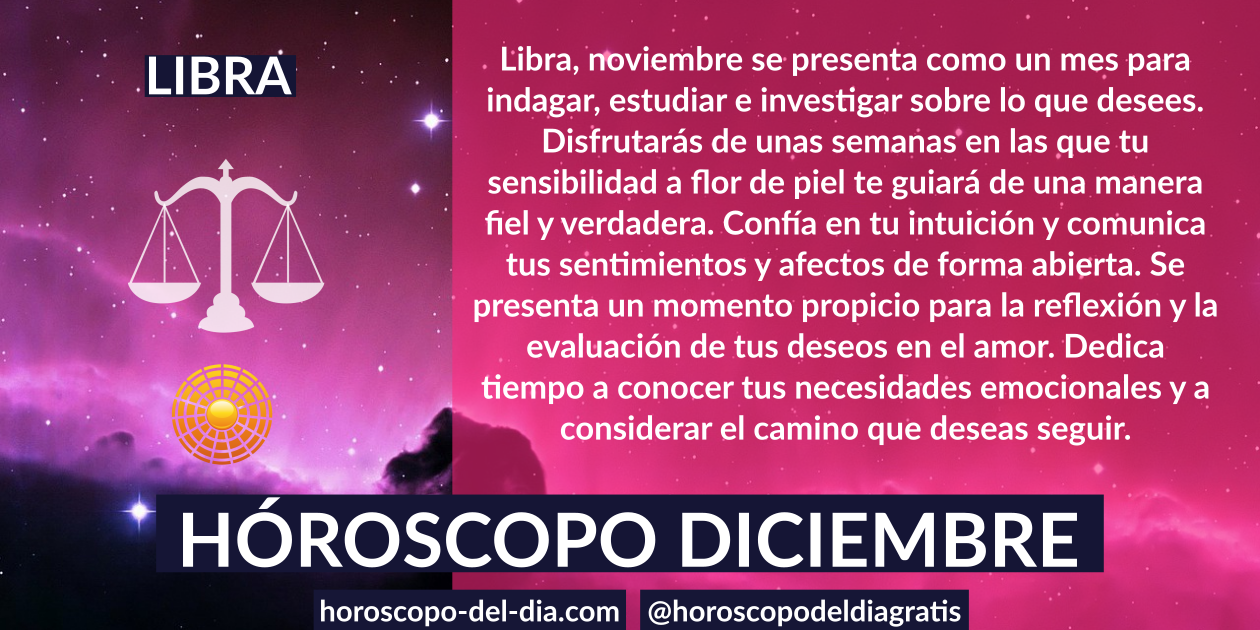 LIBRA
Libra, noviembre se presenta como un mes para
indagar, estudiar e investigar sobre lo que desees.
Disfrutarás de unas semanas en las que tu
sensibilidad a flor de piel te guiará de una manera
fiel y verdadera. Confía en tu intuición y comunica
tus sentimientos y afectos de forma abierta. Se
presenta un momento propicio para la reflexión y la
evaluación de tus deseos en el amor. Dedica
tiempo a conocer tus necesidades emocionales y a
considerar el camino que deseas seguir.
HÓROSCOPO DICIEMBRE
horoscopo-del-dia.com
@horoscopodeldiagratis